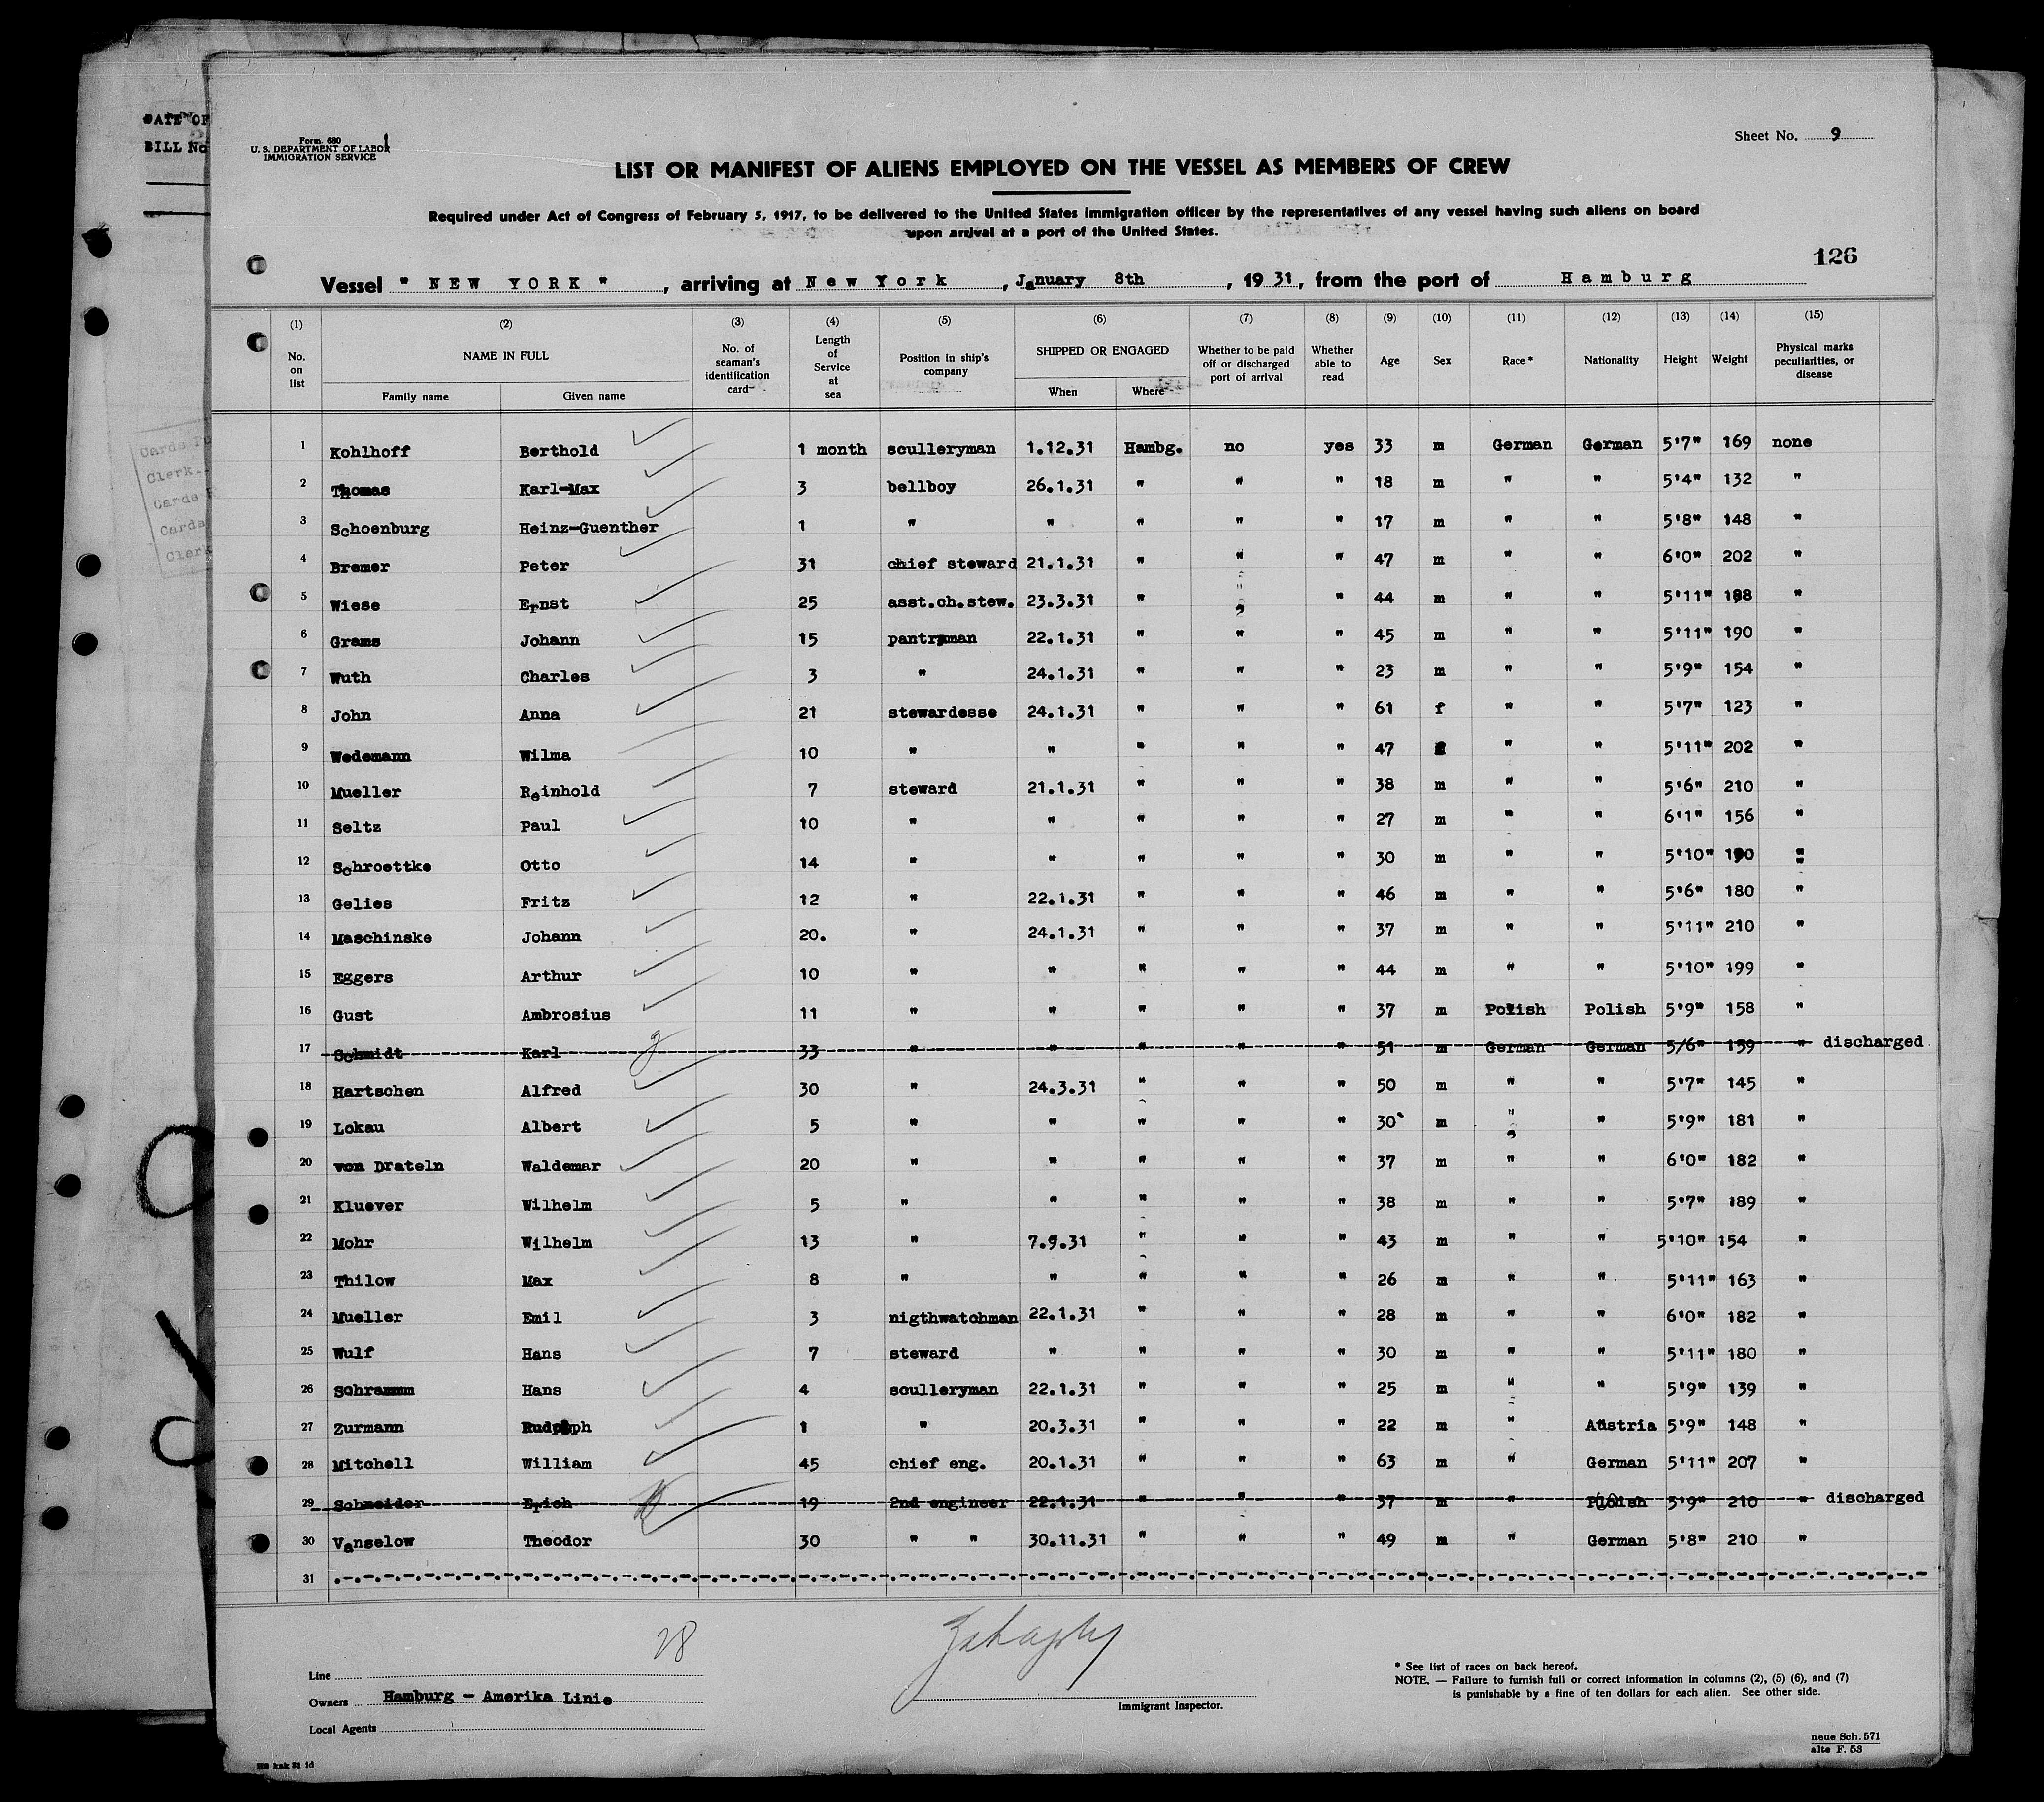 DATE OF
BILL No
Form 680
U. S. DEPARTMENT OF LABOR
IMMIGRATION SERVICE
Sheet No. 9
LIST OR MANIFEST OF ALIENS EMPLOYED ON THE VESSEL AS MEMBERS OF CREW
Required under Act of Congress of February 5, 1917, to be delivered to the United States immigration officer by the representatives of any vessel having such aliens on board
upon arrival at a port of the United States.
126
Vessel " NEW YORK " , arriving at New York , January 8th , 19 31, from the port of Hamburg
(1) (2) (3) (4) (5) (6) (7) (8) (9) (10) (11) (12) (13) (14) (15)
No. on list NAME IN FULL Family name Given name No. of seaman's identification card Length of Service at sea Position in ship's company SHIPPED OR ENGAGED When Where Whether to be paid off or discharged port of arrival Whether able to read Age Sex Race* Nationality Height Weight Physical marks peculiarities, or disease
1 Kohlhoff Berthold 1 month sculleryman 1.12.31 Hambg. no yes 33 m German German 5'7" 169 none
2 Thomas Karl-Max 3 bellboy 26.1.31 " " " 18 m " " 5'4" 132 "
3 Schoenburg Heinz-Guenther 1 " " " " " 17 m " " 5'8" 148 "
4 Bremer Peter 31 chief steward 21.1.31 " " " 47 m " " 6'0" 202 "
5 Wiese Ernst 25 asst.ch.stew. 23.3.31 " " " 44 m " " 5'11" 188 "
6 Grams Johann 15 pantryman 22.1.31 " " " 45 m " " 5'11" 190 "
7 Wuth Charles 3 " 24.1.31 " " " 23 m " " 5'9" 154 "
8 John Anna 21 stewardesse 24.1.31 " " " 61 f " " 5'7" 123 "
9 Wedemann Wilma 10 " " " " " 47 f " " 5'11" 202 "
10 Mueller Reinhold 7 steward 21.1.31 " " " 38 m " " 5'6" 210 "
11 Seltz Paul 10 " " " " " 27 m " " 6'1" 156 "
12 Schroettke Otto 14 " " " " " 30 m " " 5'10" 190 "
13 Gelies Fritz 12 " 22.1.31 " " " 46 m " " 5'6" 180 "
14 Maschinske Johann 20. " 24.1.31 " " " 37 m " " 5'11" 210 "
15 Eggers Arthur 10 " " " " " 44 m " " 5'10" 199 "
16 Gust Ambrosius 11 " " " " " 37 m Polish Polish 5'9" 158 "
17 Schmidt Karl 33 " " " " " 51 m German German 5/6" 159 " discharged
18 Hartschen Alfred 30 " 24.3.31 " " " 50 m " " 5'7" 145 "
19 Lokau Albert 5 " " " " " 30 m " " 5'9" 181 "
20 von Drateln Waldemar 20 " " " " " 37 m " " 6'0" 182 "
21 Kluever Wilhelm 5 " " " " " 38 m " " 5'7" 189 "
22 Mohr Wilhelm 13 " 7.9.31 " " " 43 m " " 5'10" 154 "
23 Thilow Max 8 " " " " " 26 m " " 5'11" 163 "
24 Mueller Emil 3 nigthwatchman 22.1.31 " " " 28 m " " 6'0" 182 "
25 Wulf Hans 7 steward " " " " 30 m " " 5'11" 180 "
26 Schramm Hans 4 sculleryman 22.1.31 " " " 25 m " " 5'9" 139 "
27 Zurmann Rudolph 1 " 20.3.31 " " " 22 m " Austria 5'9" 148 "
28 Mitchell William 45 chief eng. 20.1.31 " " " 63 m " German 5'11" 207 "
29 Schneider Erich 19 2nd engineer 22.1.31 " " " 37 m " Polish 5'9" 210 " discharged
30 Vanselow Theodor 30 " " 30.11.31 " " " 49 m " German 5'8" 210 "
31
28
Line
Owners Hamburg - Amerika Linie
Local Agents
Immigrant Inspector.
* See list of races on back hereof.
NOTE. — Failure to furnish full or correct information in columns (2), (5) (6), and (7)
is punishable by a fine of ten dollars for each alien. See other side.
neue Sch. 571
alte F. 53